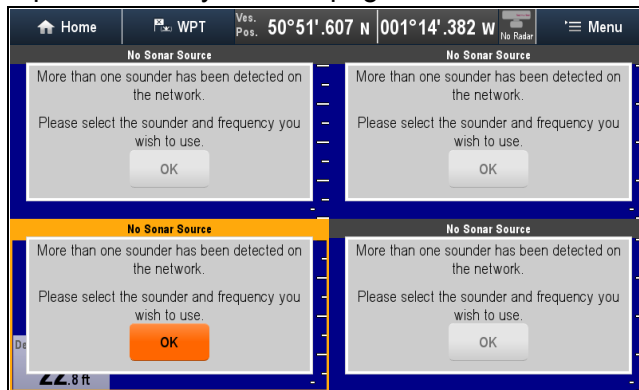 Home
WPT
Ves.
Pos.
50°51'.607 N
001°14'.382 W
No Radar
Menu
No Sonar Source
More than one sounder has been detected on
the network.
Please select the sounder and frequency you
wish to use.
OK
No Sonar Source
More than one sounder has been detected on
the network.
Please select the sounder and frequency you
wish to use.
OK
No Sonar Source
More than one sounder has been detected on
the network.
Please select the sounder and frequency you
wish to use.
OK
De
22.8 ft
No Sonar Source
More than one sounder has been detected on
the network.
Please select the sounder and frequency you
wish to use.
OK